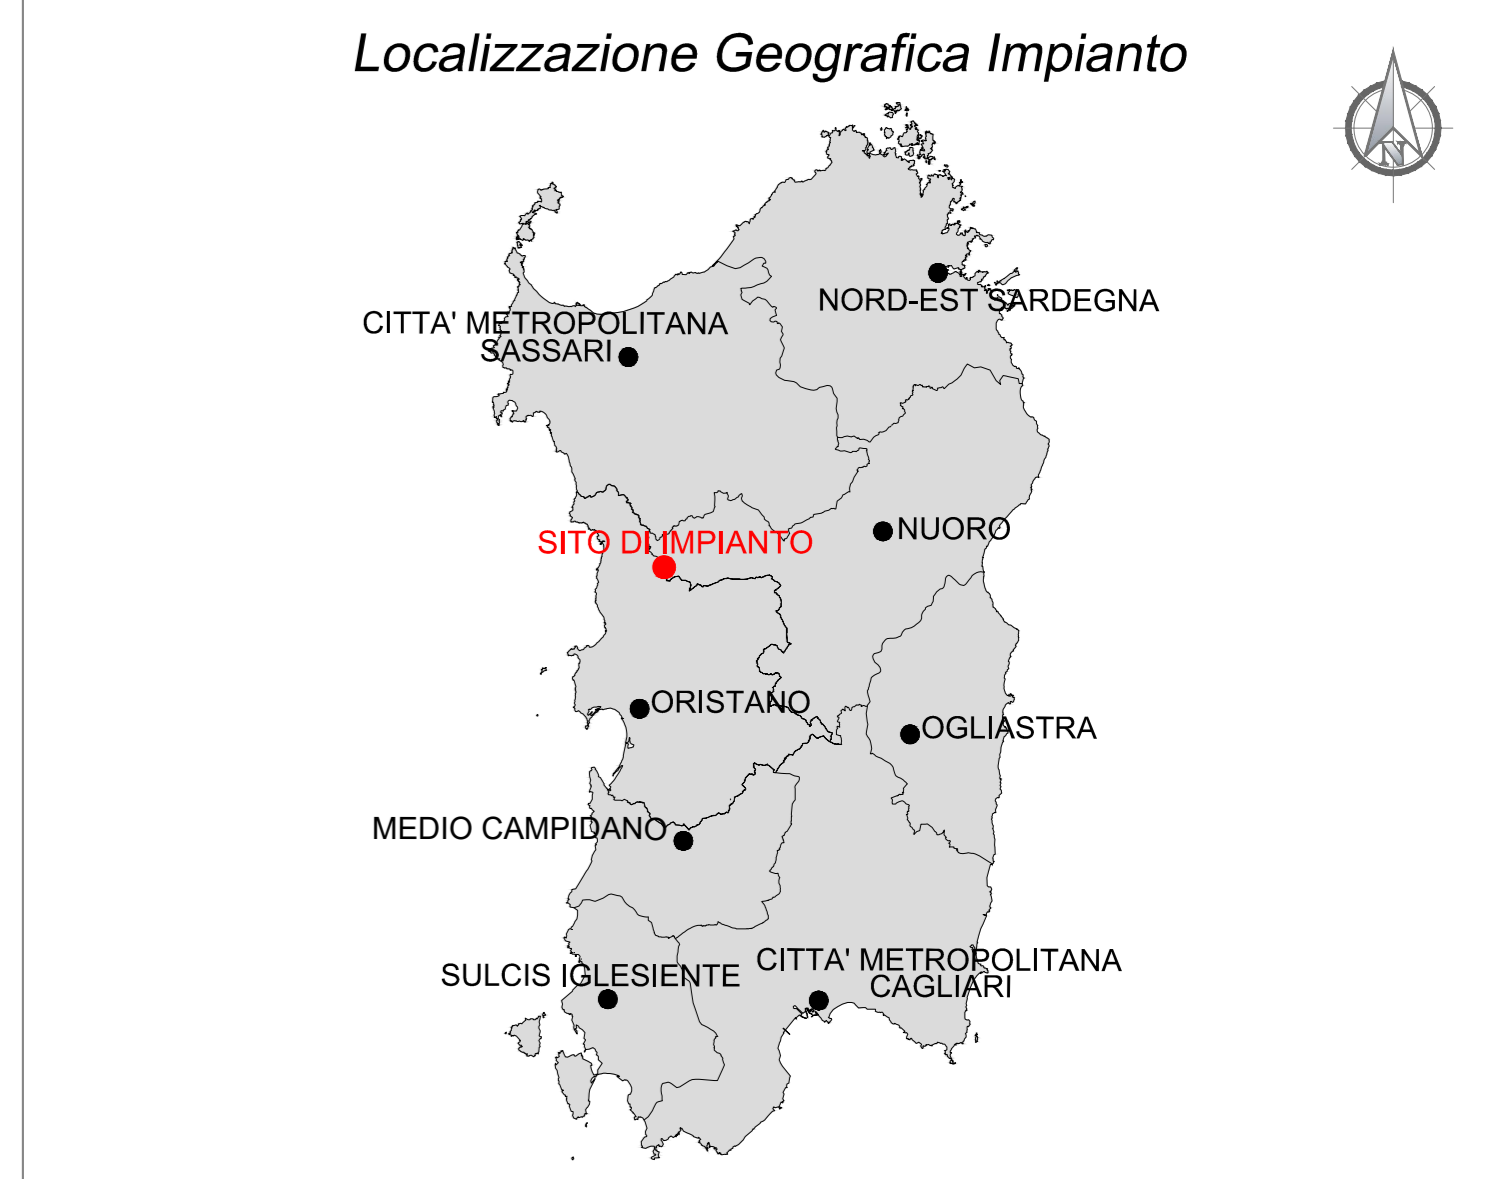 Localizzazione Geografica Impianto
N
NORD-EST SARDEGNA
CITTA' METROPOLITANA
SASSARI
NUORO
SITO DI IMPIANTO
ORISTANO
OGLIASTRA
MEDIO CAMPIDANO
CITTA' METROPOLITANA
CAGLIARI
SULCIS IGLESIENTE